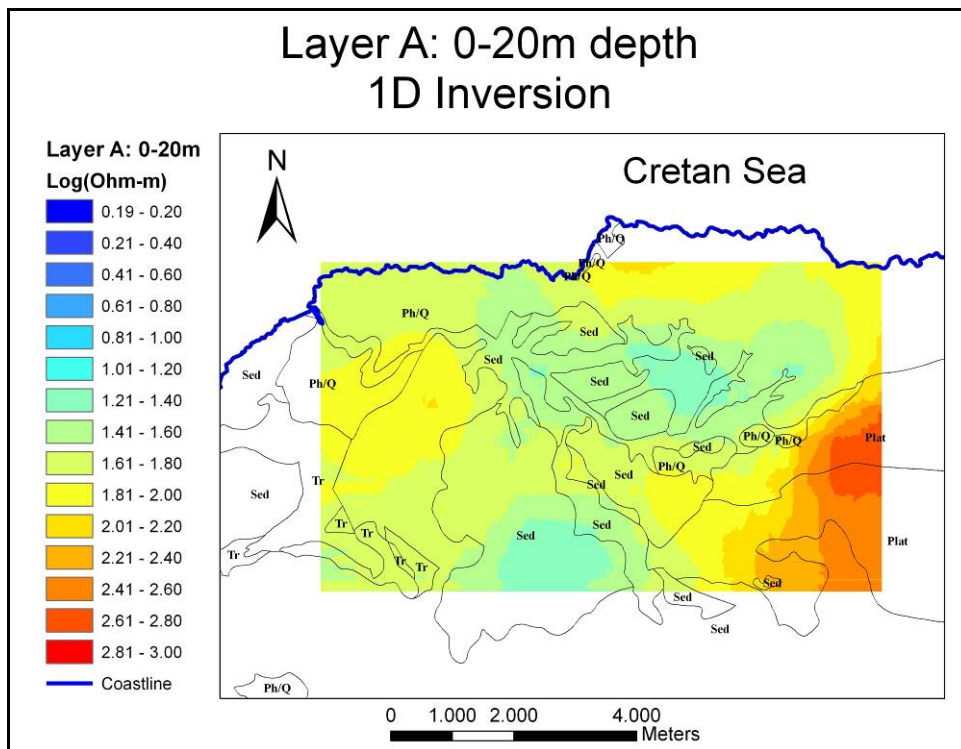 Layer A: 0-20m depth
1D Inversion
Layer A: 0-20m
Log(Ohm-m)
0.19 - 0.20
0.21 - 0.40
0.41 - 0.60
0.61 - 0.80
0.81 - 1.00
1.01 - 1.20
1.21 - 1.40
1.41 - 1.60
1.61 - 1.80
1.81 - 2.00
2.01 - 2.20
2.21 - 2.40
2.41 - 2.60
2.61 - 2.80
2.81 - 3.00
Coastline
N
Cretan Sea
Ph/Q
Ph/Q
Ph/Q
Ph/Q
Sed
Sed
Sed
Sed
Ph/Q
Sed
Sed
Plat
Ph/Q
Ph/Q
Sed
Ph/Q
Sed
Sed
Tr
Sed
Sed
Tr
Tr
Sed
Plat
Tr
Sed
Tr
Tr
Sed
Sed
Sed
Ph/Q
0 1.000 2.000 4.000
Meters